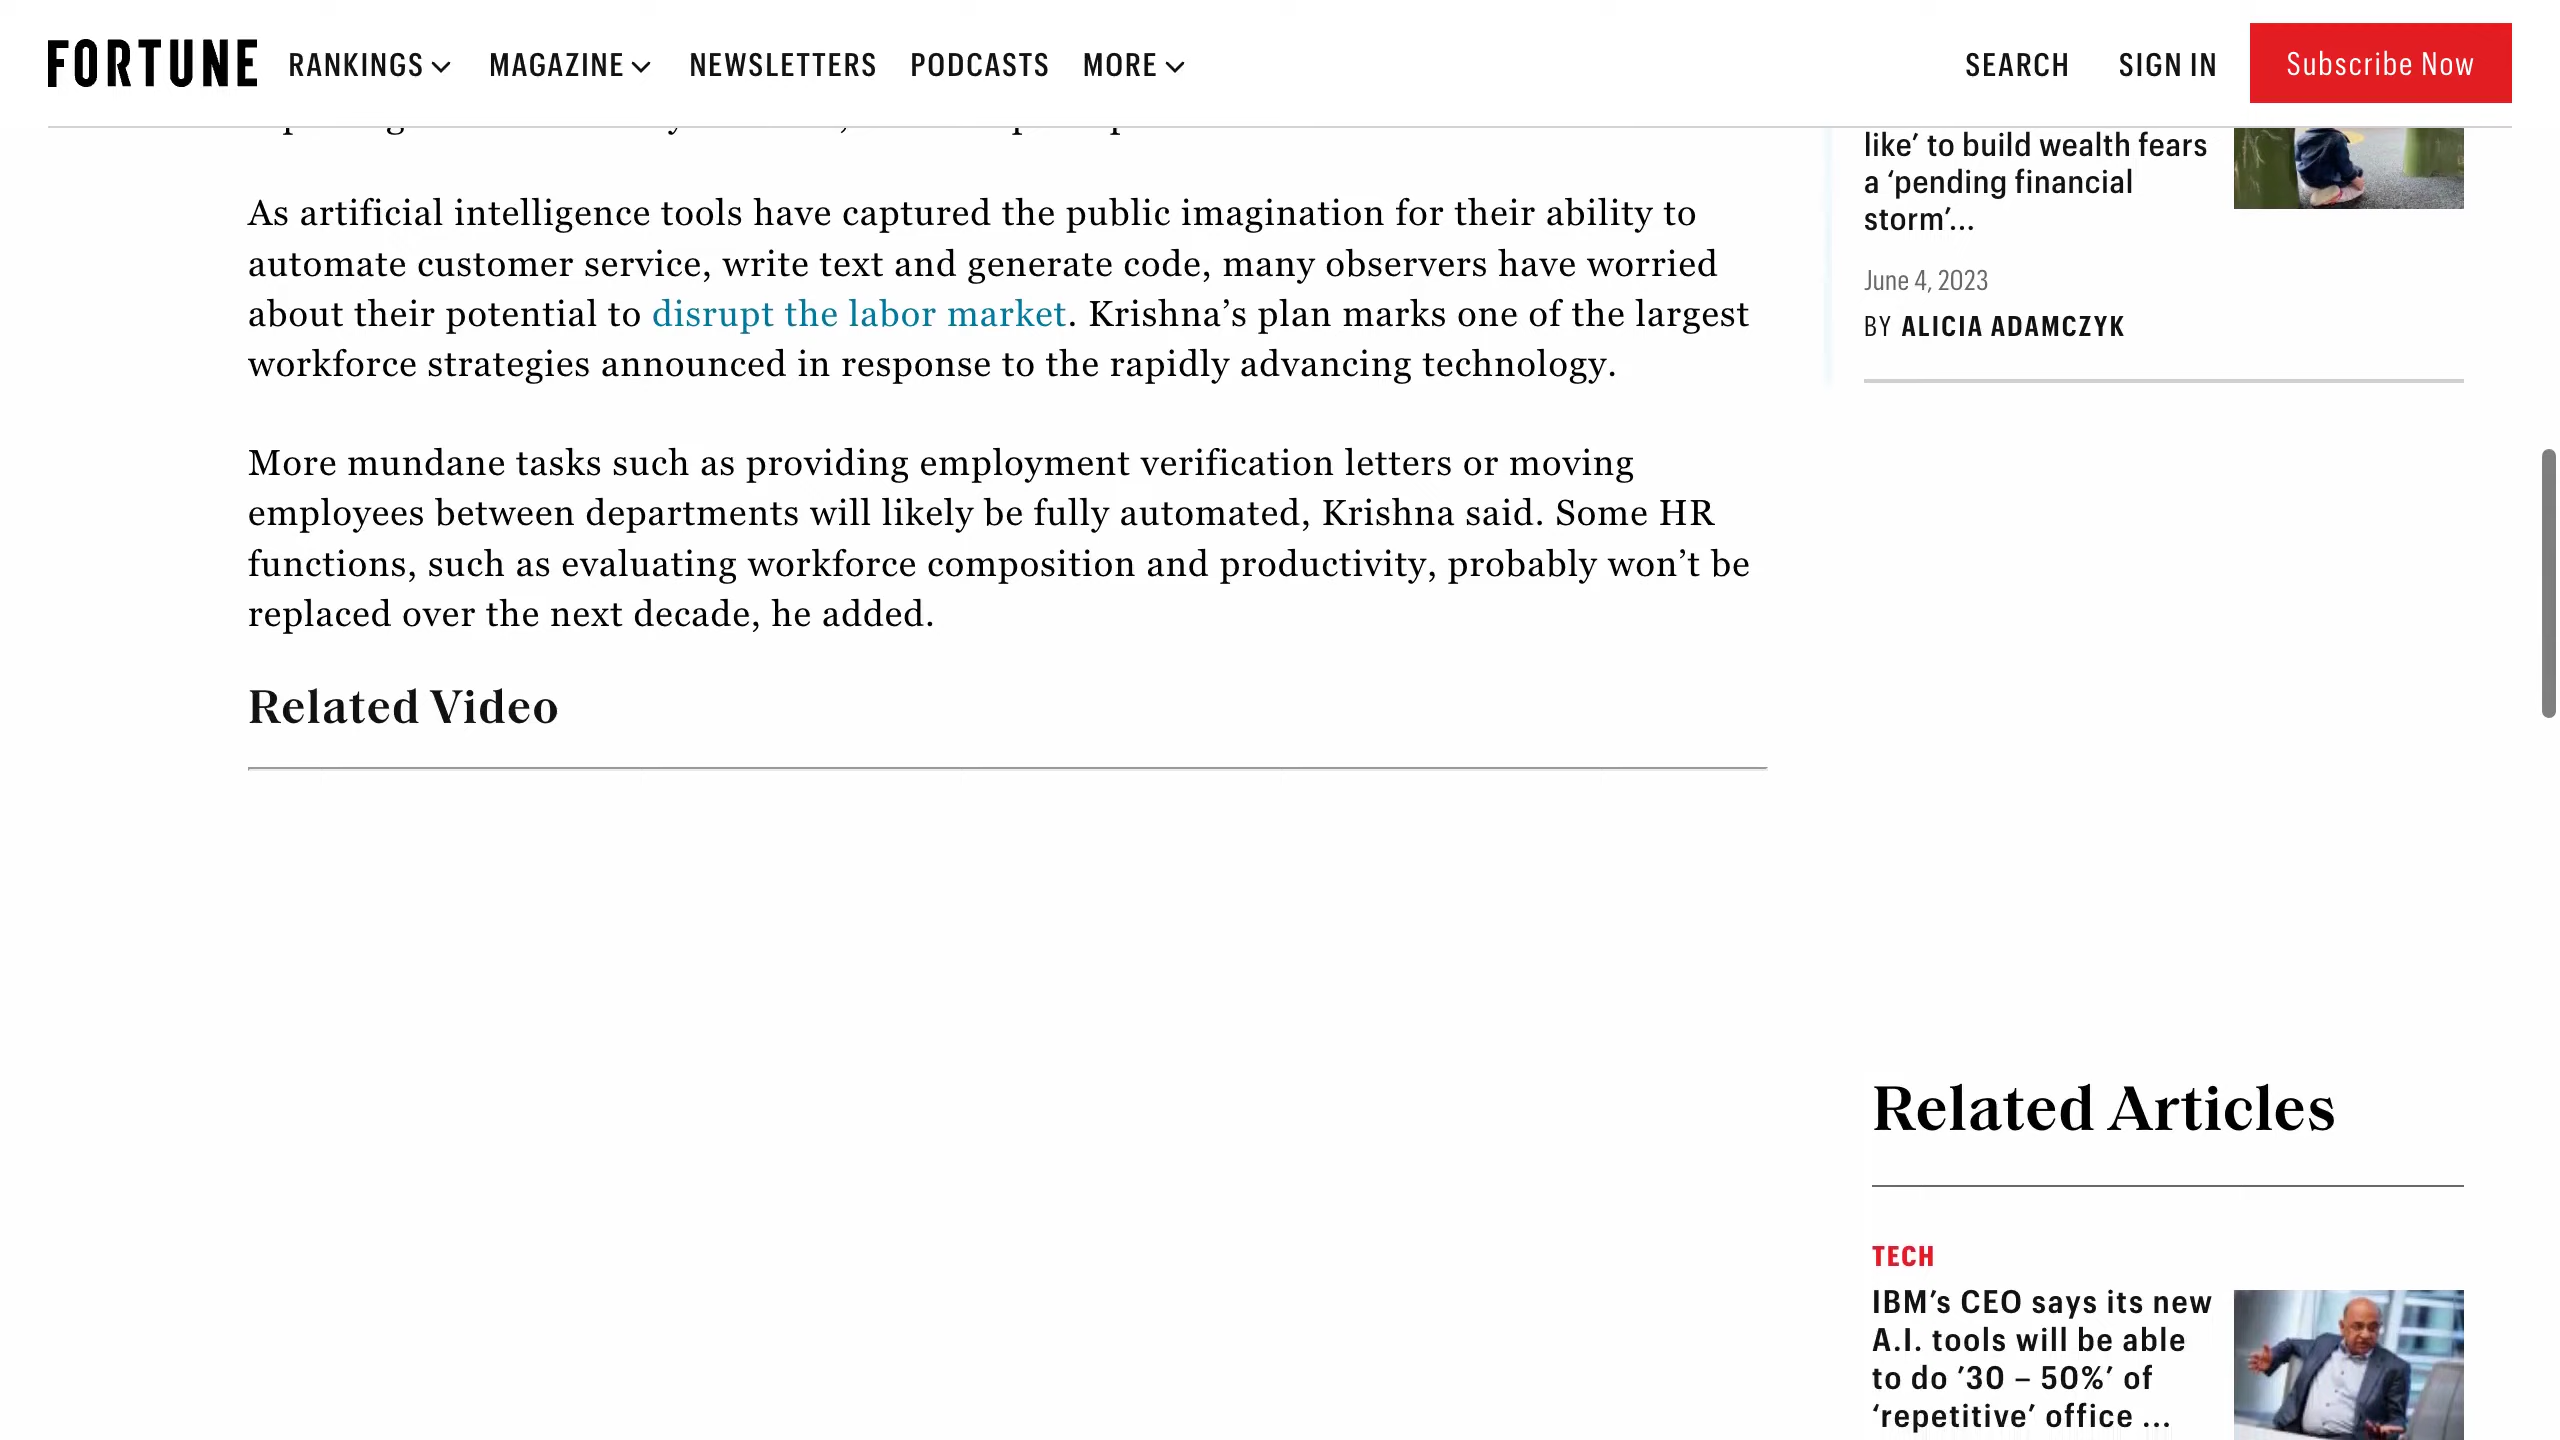 FORTUNE RANKINGS MAGAZINE NEWSLETTERS PODCASTS MORE SEARCH SIGN IN Subscribe Now
As artificial intelligence tools have captured the public imagination for their ability to
automate customer service, write text and generate code, many observers have worried
about their potential to disrupt the labor market. Krishna’s plan marks one of the largest
workforce strategies announced in response to the rapidly advancing technology.
More mundane tasks such as providing employment verification letters or moving
employees between departments will likely be fully automated, Krishna said. Some HR
functions, such as evaluating workforce composition and productivity, probably won’t be
replaced over the next decade, he added.
Related Video
like’ to build wealth fears
a ‘pending financial
storm’...
June 4, 2023
BY ALICIA ADAMCZYK
Related Articles
TECH
IBM’s CEO says its new
A.I. tools will be able
to do ’30 – 50%’ of
‘repetitive’ office ...